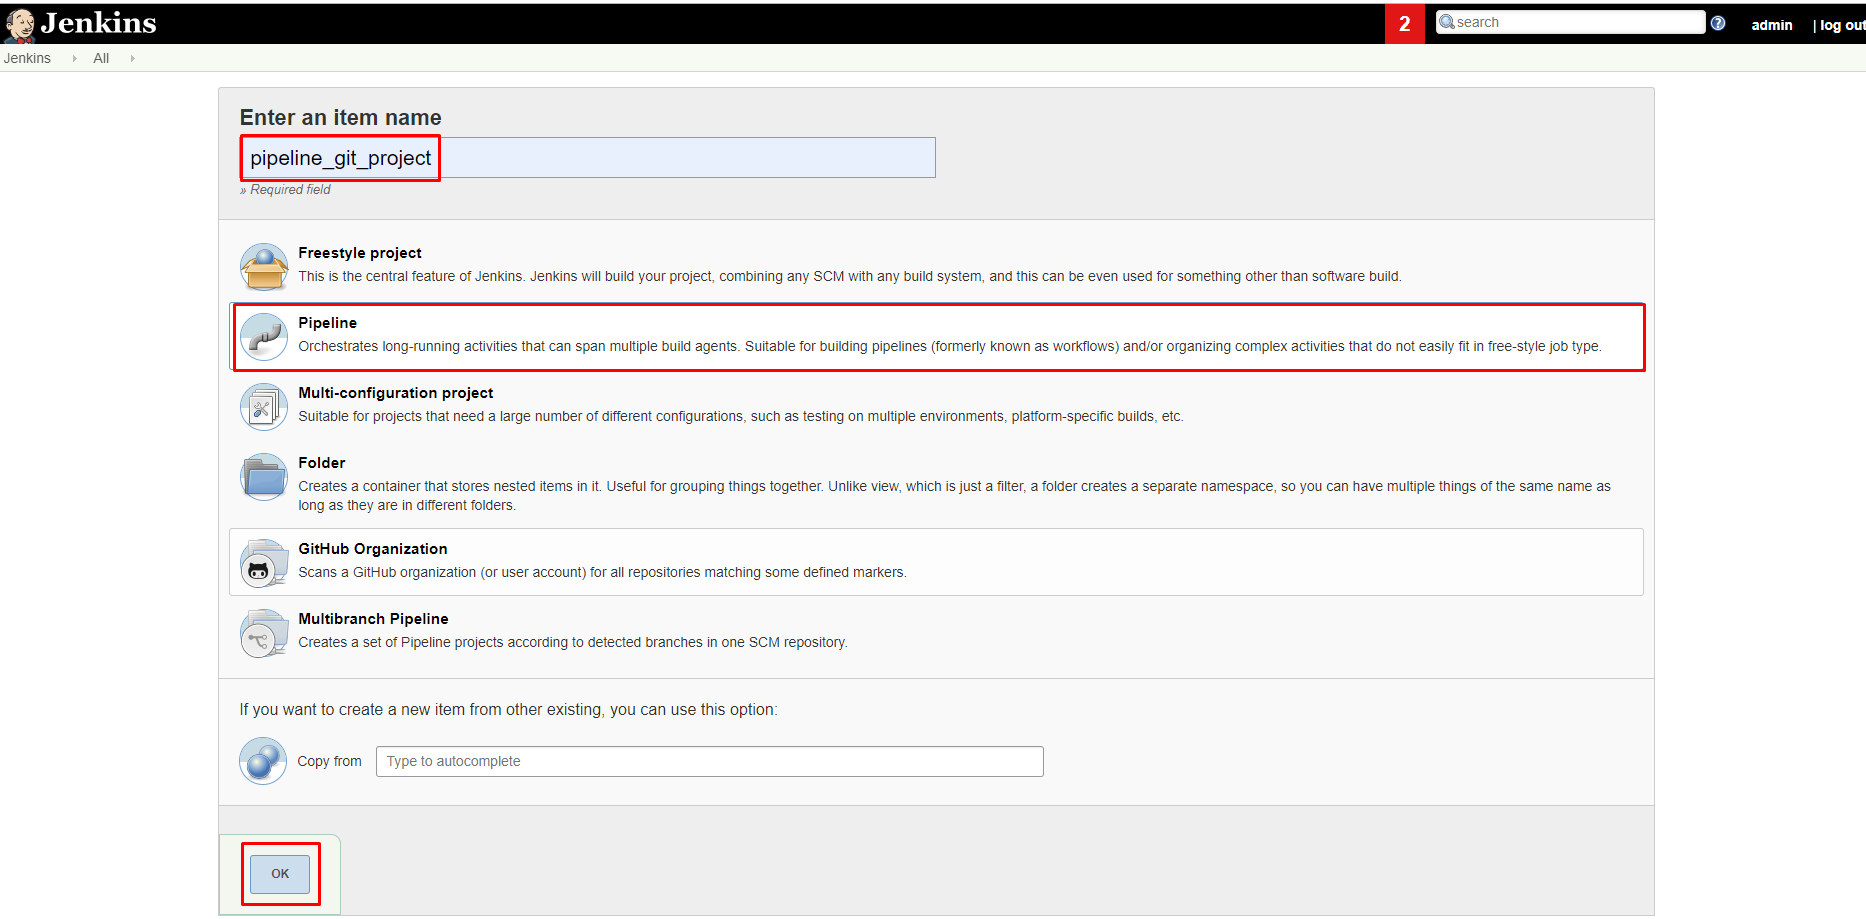 Jenkins
2
search
admin
| log out
Jenkins
All
Enter an item name
pipeline_git_project
» Required field
Freestyle project
This is the central feature of Jenkins. Jenkins will build your project, combining any SCM with any build system, and this can be even used for something other than software build.
Pipeline
Orchestrates long-running activities that can span multiple build agents. Suitable for building pipelines (formerly known as workflows) and/or organizing complex activities that do not easily fit in free-style job type.
Multi-configuration project
Suitable for projects that need a large number of different configurations, such as testing on multiple environments, platform-specific builds, etc.
Folder
Creates a container that stores nested items in it. Useful for grouping things together. Unlike view, which is just a filter, a folder creates a separate namespace, so you can have multiple things of the same name as
long as they are in different folders.
GitHub Organization
Scans a GitHub organization (or user account) for all repositories matching some defined markers.
Multibranch Pipeline
Creates a set of Pipeline projects according to detected branches in one SCM repository.
If you want to create a new item from other existing, you can use this option:
Copy from
Type to autocomplete
OK